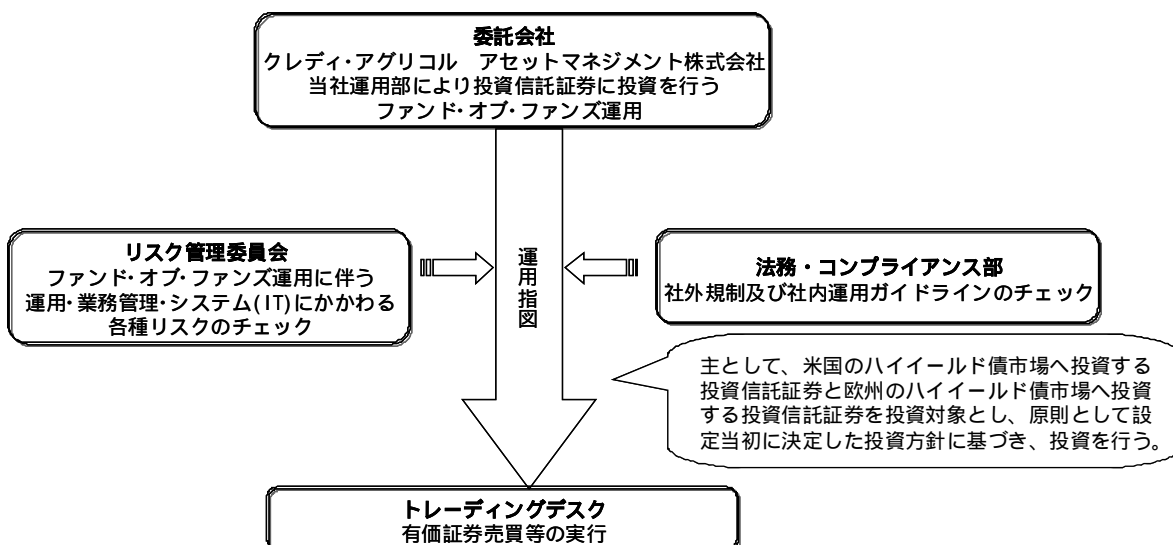 委託会社
クレディ・アグリコル　アセットマネジメント株式会社
当社運用部により投資信託証券に投資を行う
ファンド・オブ・ファンズ運用
リスク管理委員会
ファンド・オブ・ファンズ運用に伴う
運用・業務管理・システム(IT)にかかわる
各種リスクのチェック
運用指図
法務・コンプライアンス部
社外規制及び社内運用ガイドラインのチェック
主として、米国のハイイールド債市場へ投資する
投資信託証券と欧州のハイイールド債市場へ投資
する投資信託証券を投資対象とし、原則として設
定当初に決定した投資方針に基づき、投資を行う。
トレーディングデスク
有価証券売買等の実行